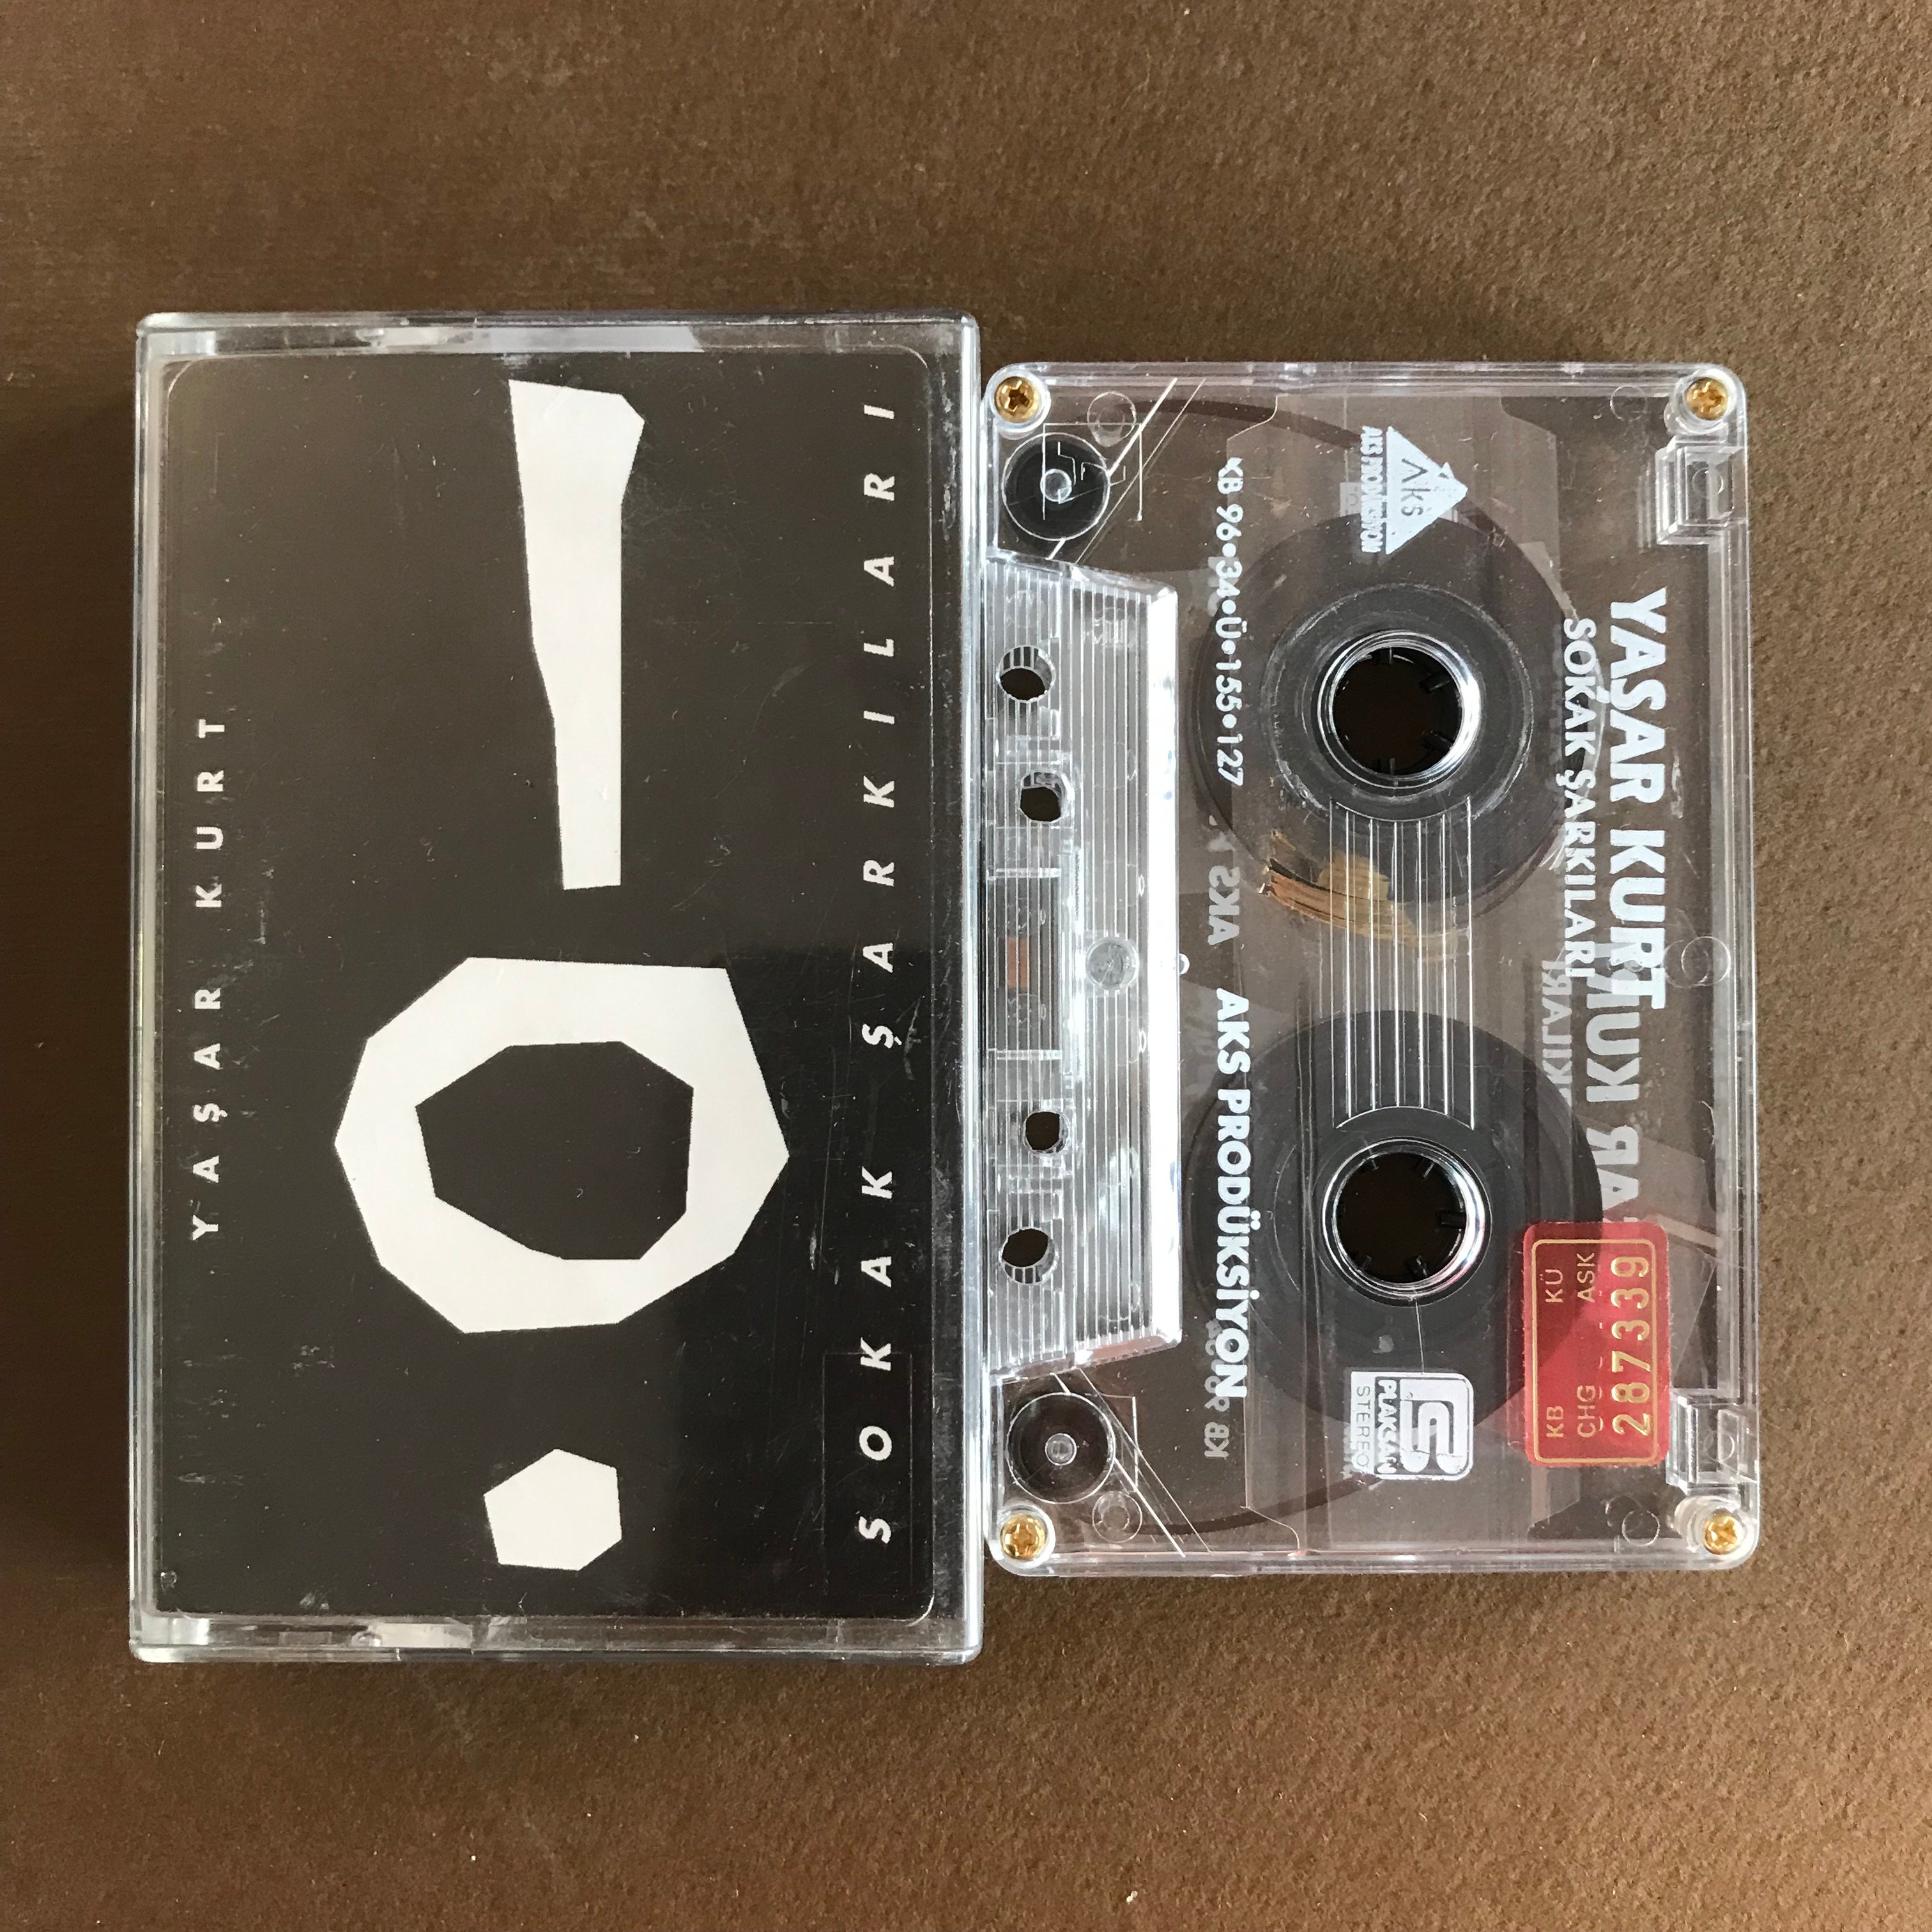 YAŞAR KURT
SOKAK ŞARKILARI
YAŞAR KURT
SOKAK ŞARKILARI
Aks
AKS PRODÜKSİYON
PLAKSAN
STEREO
KB 96•34•Ü•155•127
AKS PRODÜKSİYON
KB KÜ
CHG ASK
287339